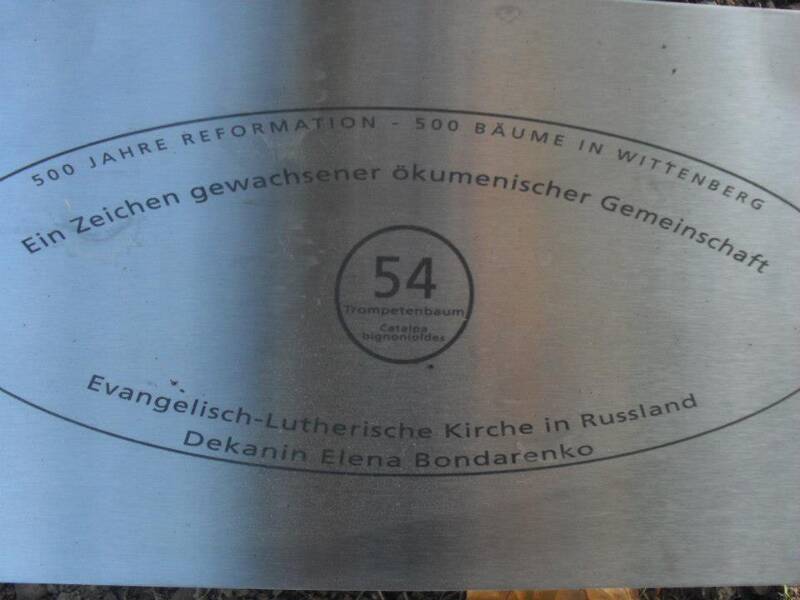 500 JAHRE REFORMATION - 500 BÄUME IN WITTENBERG
Ein Zeichen gewachsener ökumenischer Gemeinschaft
54
Trompetenbaum
Catalpa
bignonioides
Evangelisch-Lutherische Kirche in Russland
Dekanin Elena Bondarenko